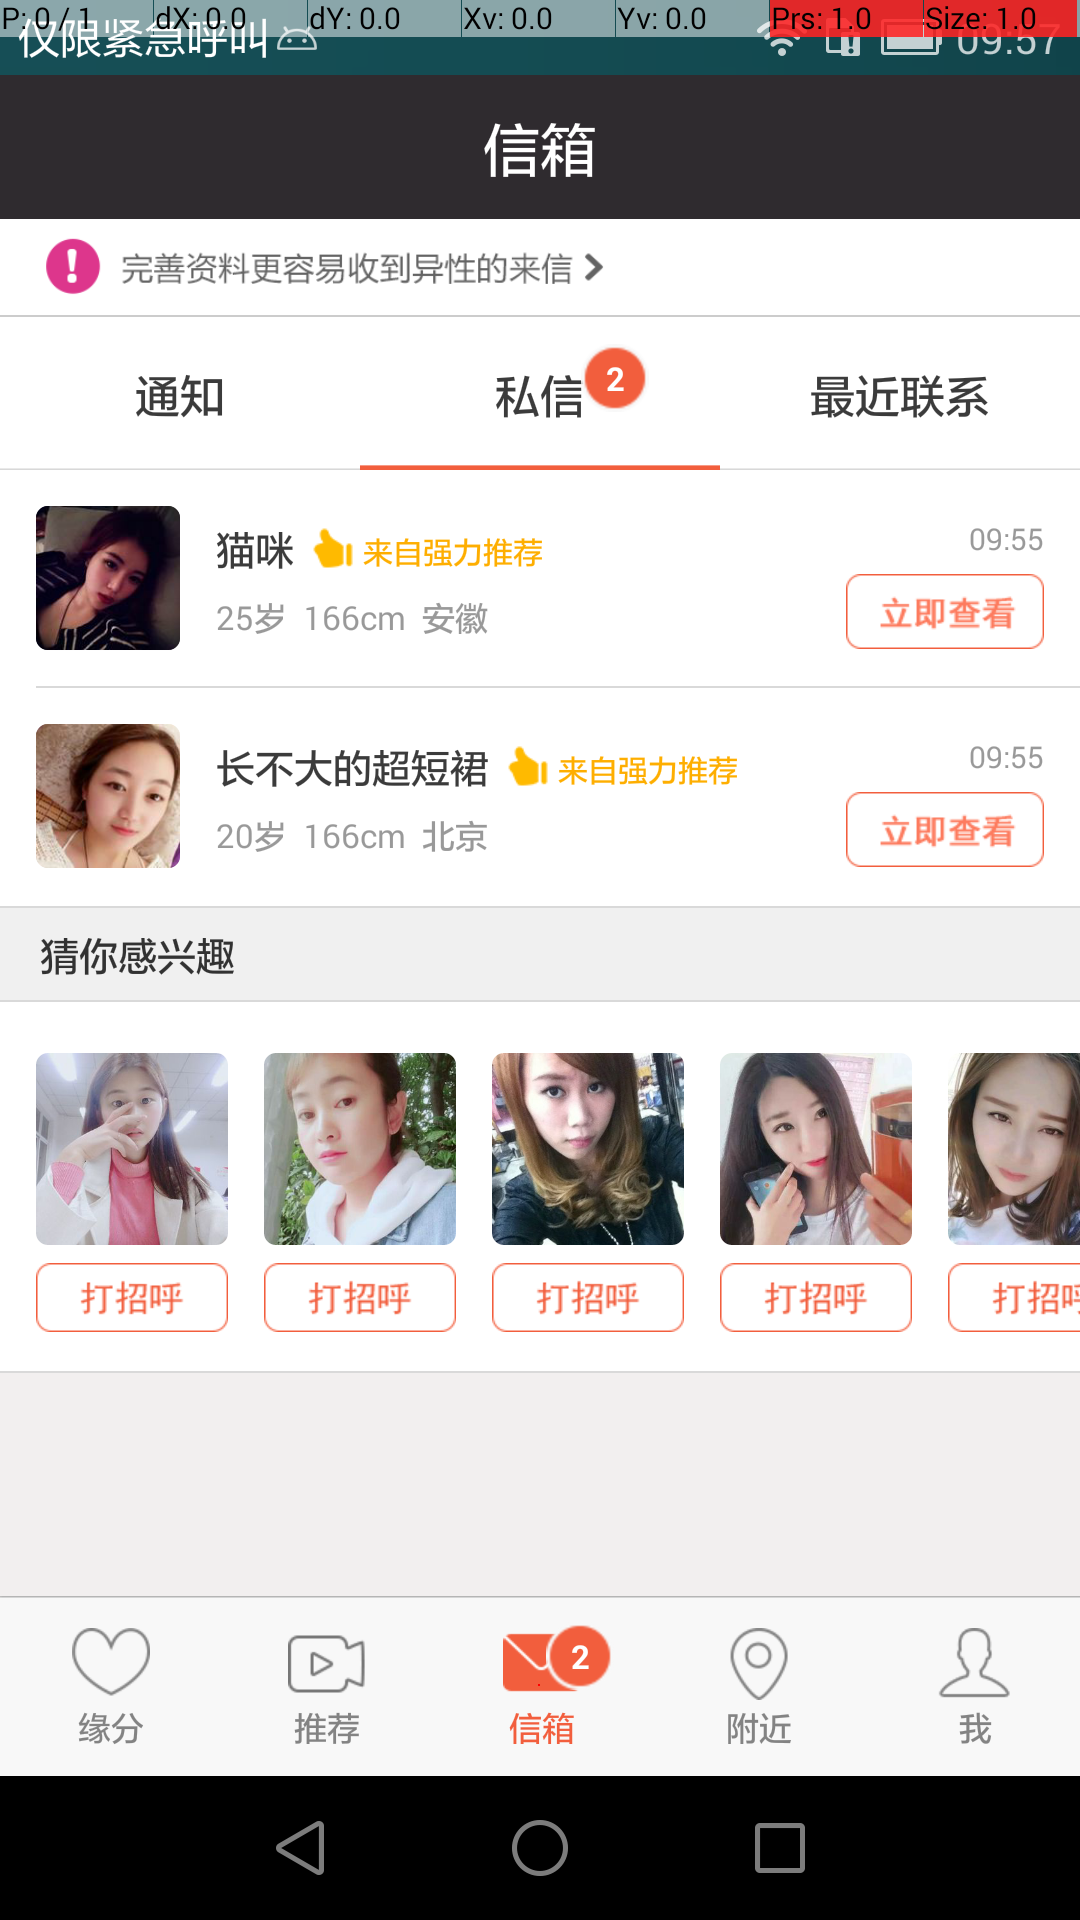 P: 0 / 1 dX: 0.0 dY: 0.0 Xv: 0.0 Yv: 0.0 Prs: 1.0 Size: 1.0
仅限紧急呼叫 09:57
信箱
完善资料更容易收到异性的来信
通知 私信 2 最近联系
猫咪 来自强力推荐 09:55
25岁 166cm 安徽 立即查看
长不大的超短裙 来自强力推荐 09:55
20岁 166cm 北京 立即查看
猜你感兴趣
打招呼 打招呼 打招呼 打招呼 打招呼
2
缘分 推荐 信箱 附近 我